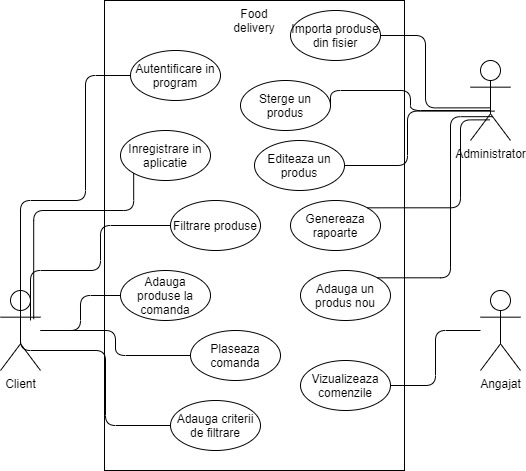 Food
delivery
Importa produse
din fisier
Autentificare in
program
Sterge un
produs
Administrator
Inregistrare in
aplicatie
Editeaza un
produs
Filtrare produse
Genereaza
rapoarte
Adauga
produse la
comanda
Adauga un
produs nou
Client
Plaseaza
comanda
Vizualizeaza
comenzile
Angajat
Adauga criterii
de filtrare